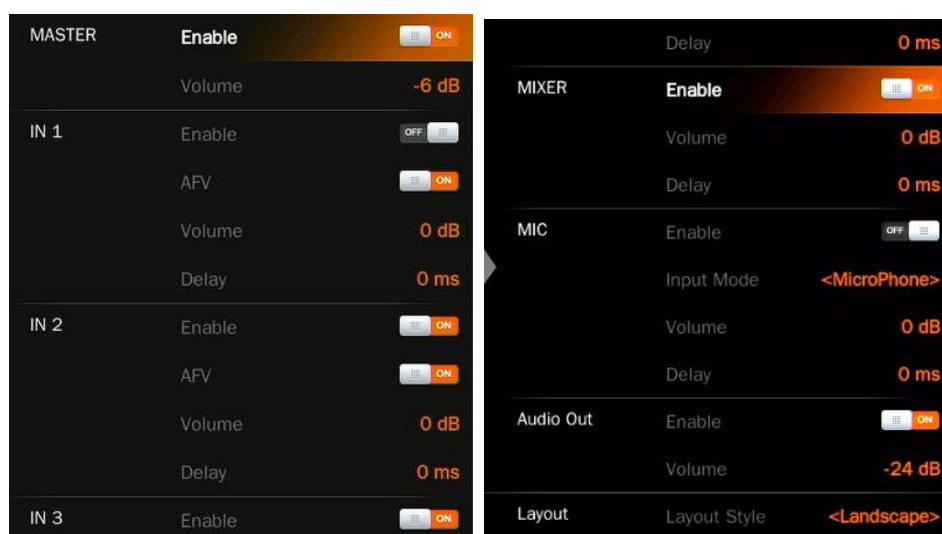 MASTER Enable ON
Volume -6 dB
IN 1 Enable OFF
AFV ON
Volume 0 dB
Delay 0 ms
IN 2 Enable ON
AFV ON
Volume 0 dB
Delay 0 ms
IN 3 Enable ON
Delay 0 ms
MIXER Enable ON
Volume 0 dB
Delay 0 ms
MIC Enable OFF
Input Mode <MicroPhone>
Volume 0 dB
Delay 0 ms
Audio Out Enable ON
Volume -24 dB
Layout Layout Style <Landscape>